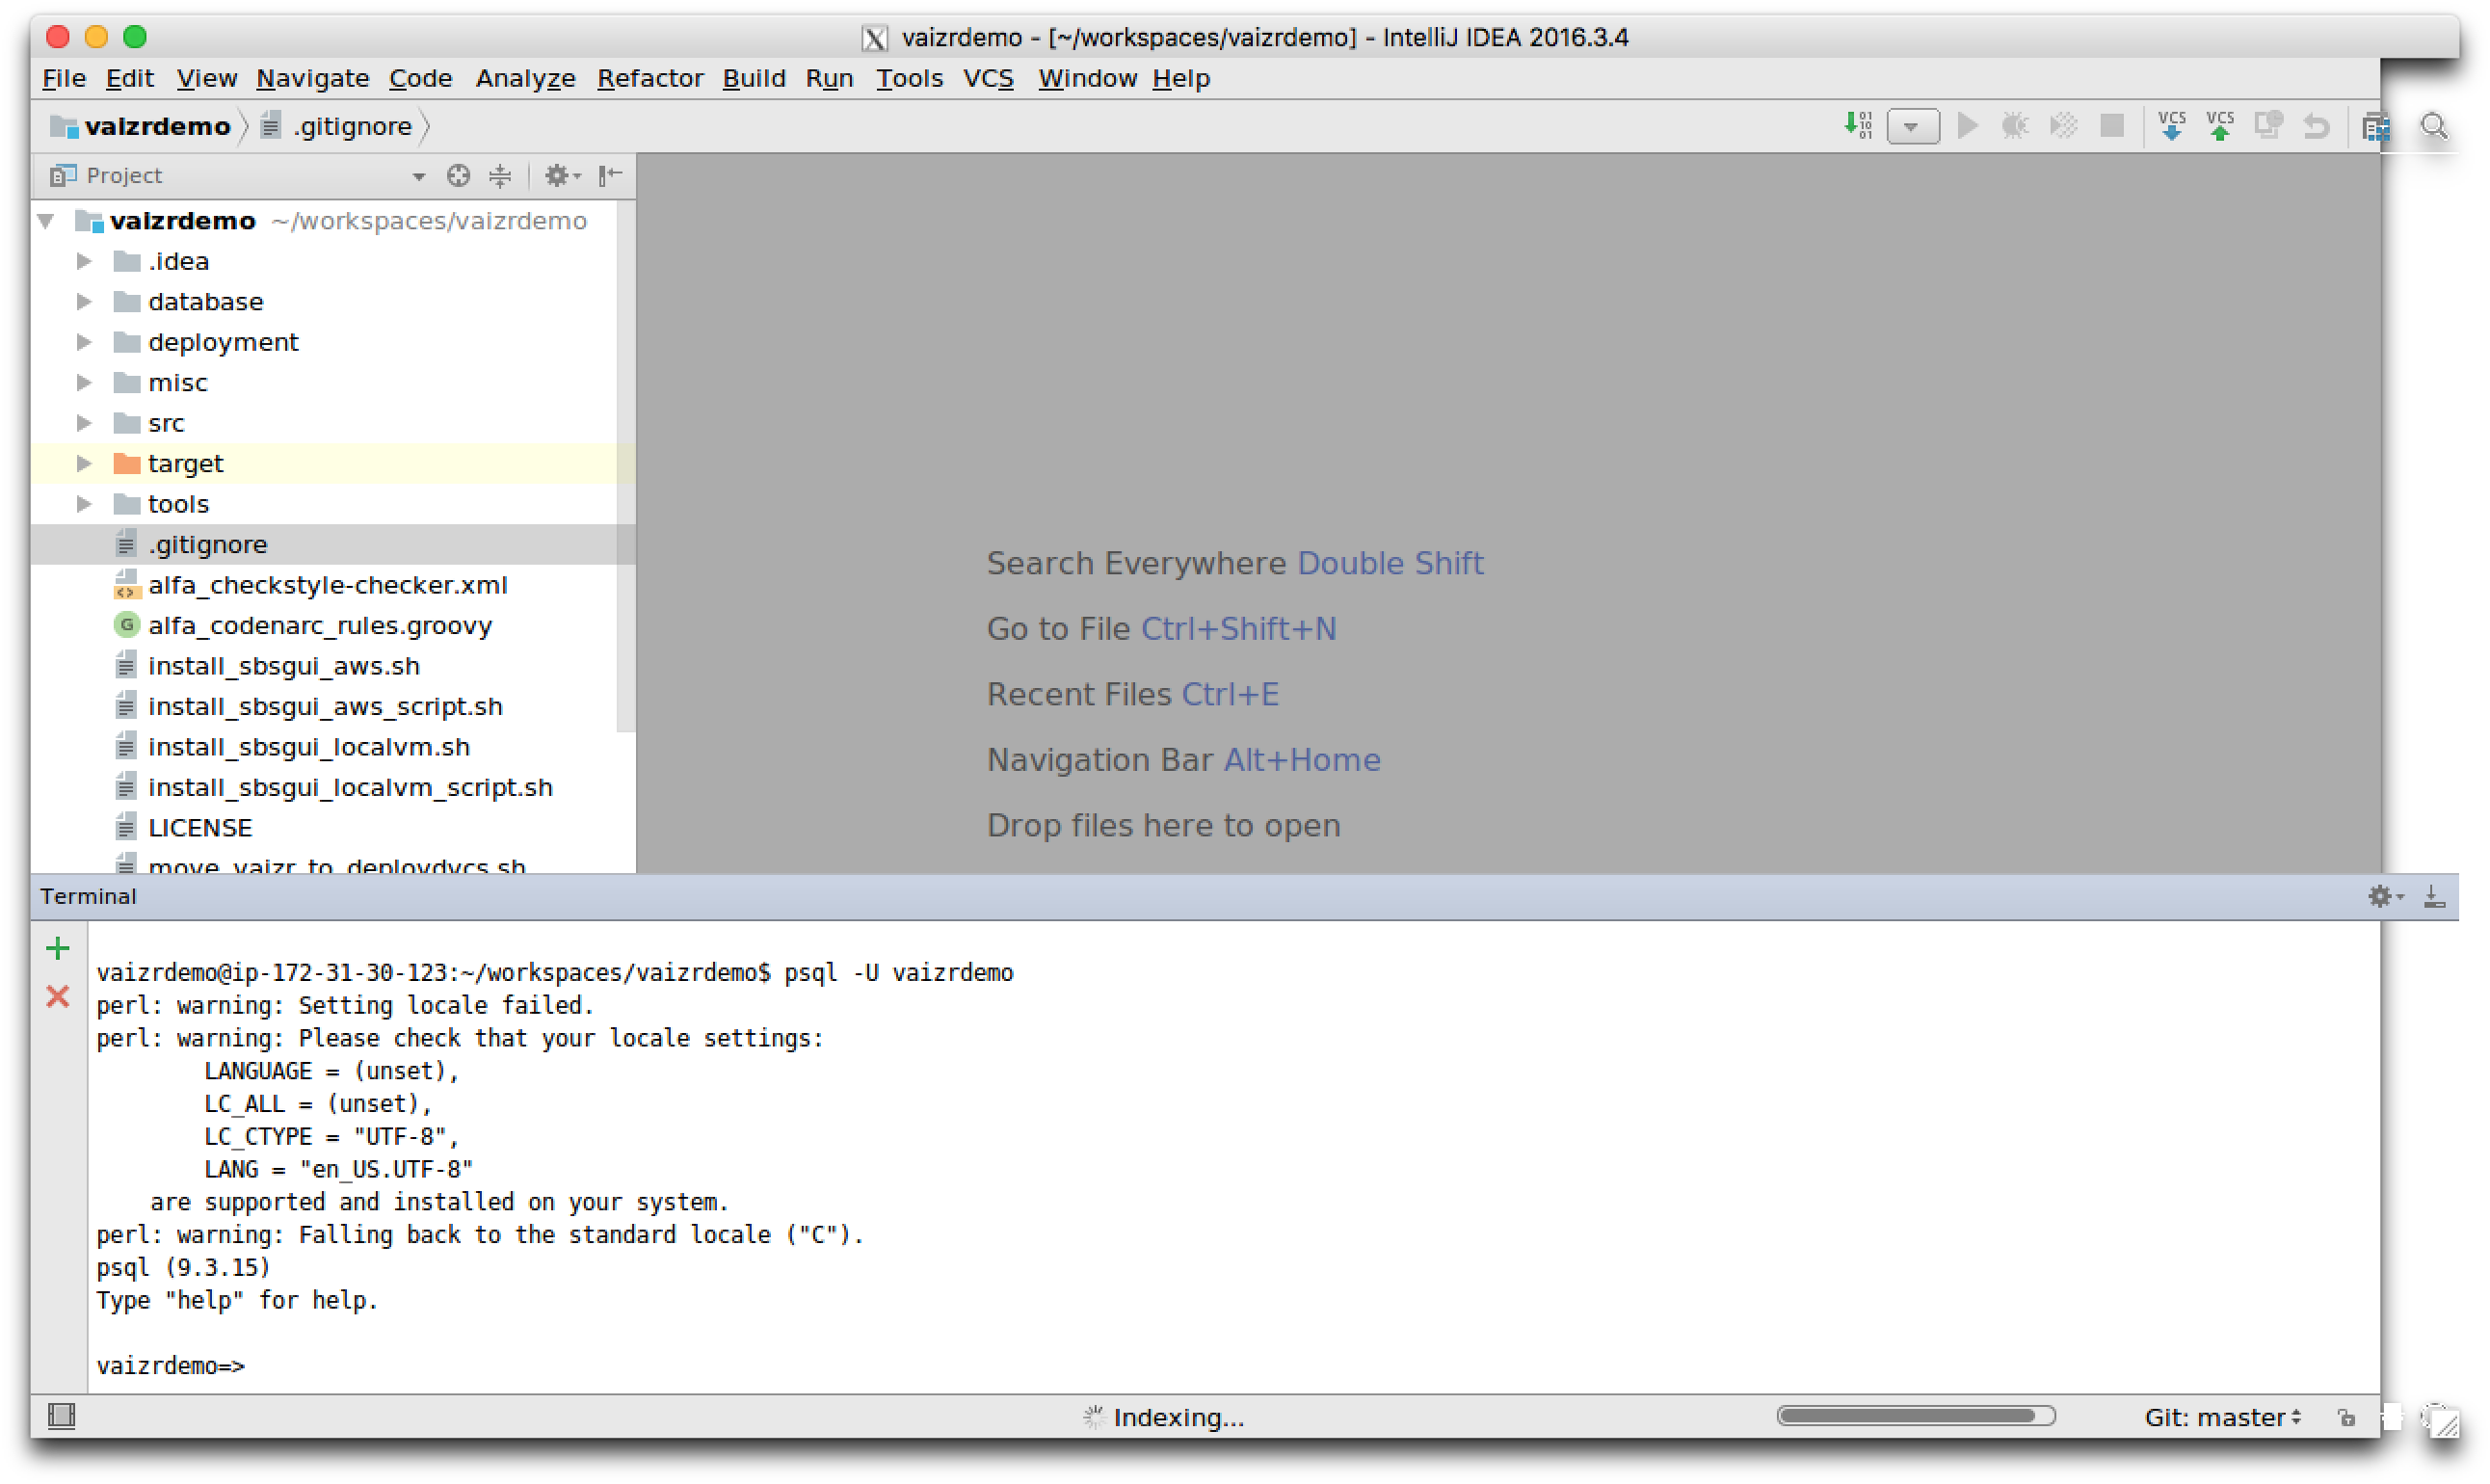 vaizrdemo - [~/workspaces/vaizrdemo] - IntelliJ IDEA 2016.3.4
File Edit View Navigate Code Analyze Refactor Build Run Tools VCS Window Help
vaizrdemo .gitignore
VCS VCS
Project
vaizrdemo ~/workspaces/vaizrdemo
.idea
database
deployment
misc
src
target
tools
.gitignore
alfa_checkstyle-checker.xml
alfa_codenarc_rules.groovy
install_sbsgui_aws.sh
install_sbsgui_aws_script.sh
install_sbsgui_localvm.sh
install_sbsgui_localvm_script.sh
LICENSE
move_vaizr_to_deploydvcs.sh
Search Everywhere Double Shift
Go to File Ctrl+Shift+N
Recent Files Ctrl+E
Navigation Bar Alt+Home
Drop files here to open
Terminal
vaizrdemo@ip-172-31-30-123:~/workspaces/vaizrdemo$ psql -U vaizrdemo
perl: warning: Setting locale failed.
perl: warning: Please check that your locale settings:
LANGUAGE = (unset),
LC_ALL = (unset),
LC_CTYPE = "UTF-8",
LANG = "en_US.UTF-8"
are supported and installed on your system.
perl: warning: Falling back to the standard locale ("C").
psql (9.3.15)
Type "help" for help.
vaizrdemo=>
Indexing...
Git: master